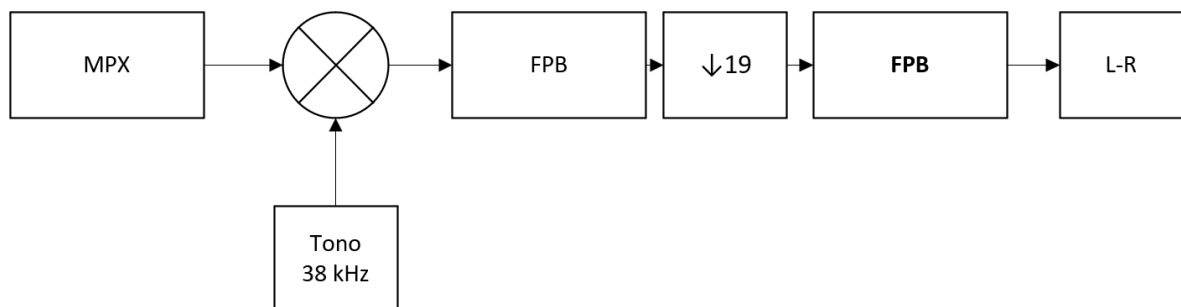 MPX
FPB
↓19
FPB
L-R
Tono
38 kHz